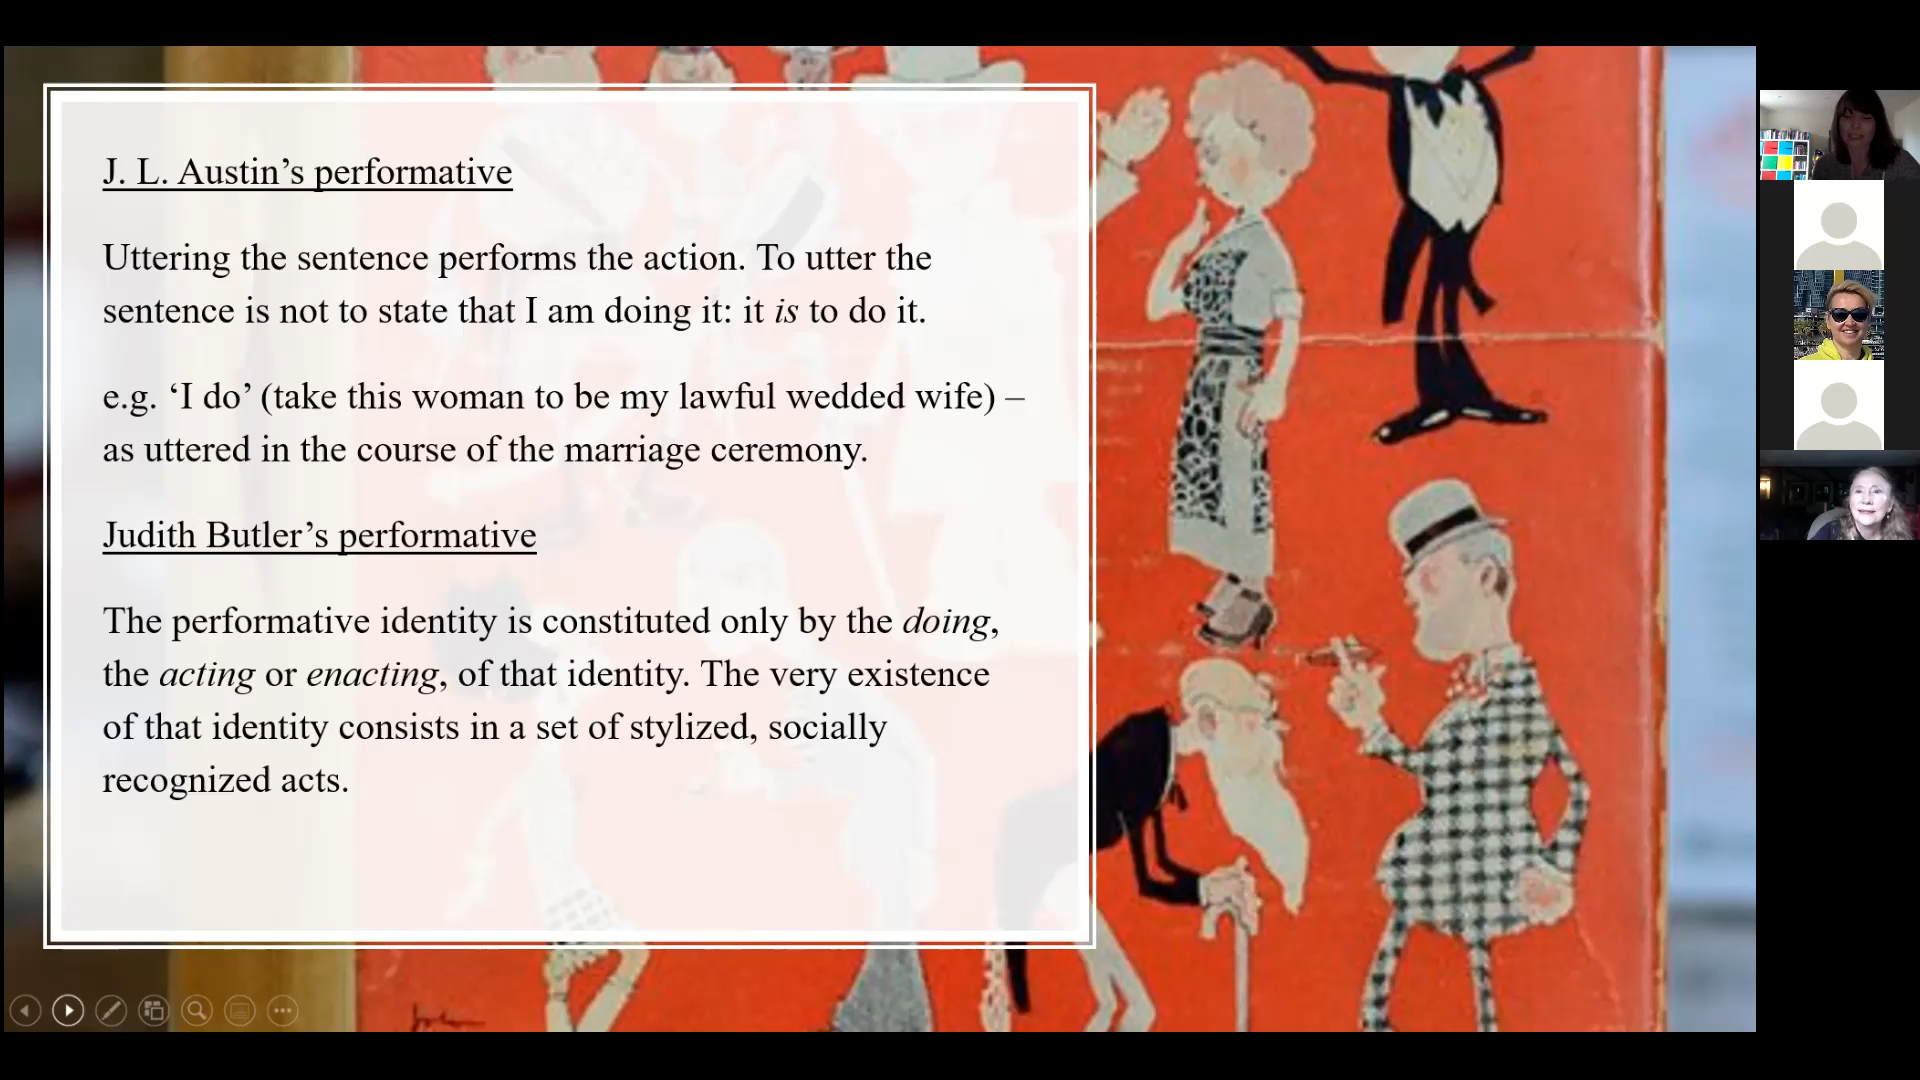 J. L. Austin’s performative
Uttering the sentence performs the action. To utter the
sentence is not to state that I am doing it: it is to do it.
e.g. ‘I do’ (take this woman to be my lawful wedded wife) –
as uttered in the course of the marriage ceremony.
Judith Butler’s performative
The performative identity is constituted only by the doing,
the acting or enacting, of that identity. The very existence
of that identity consists in a set of stylized, socially
recognized acts.